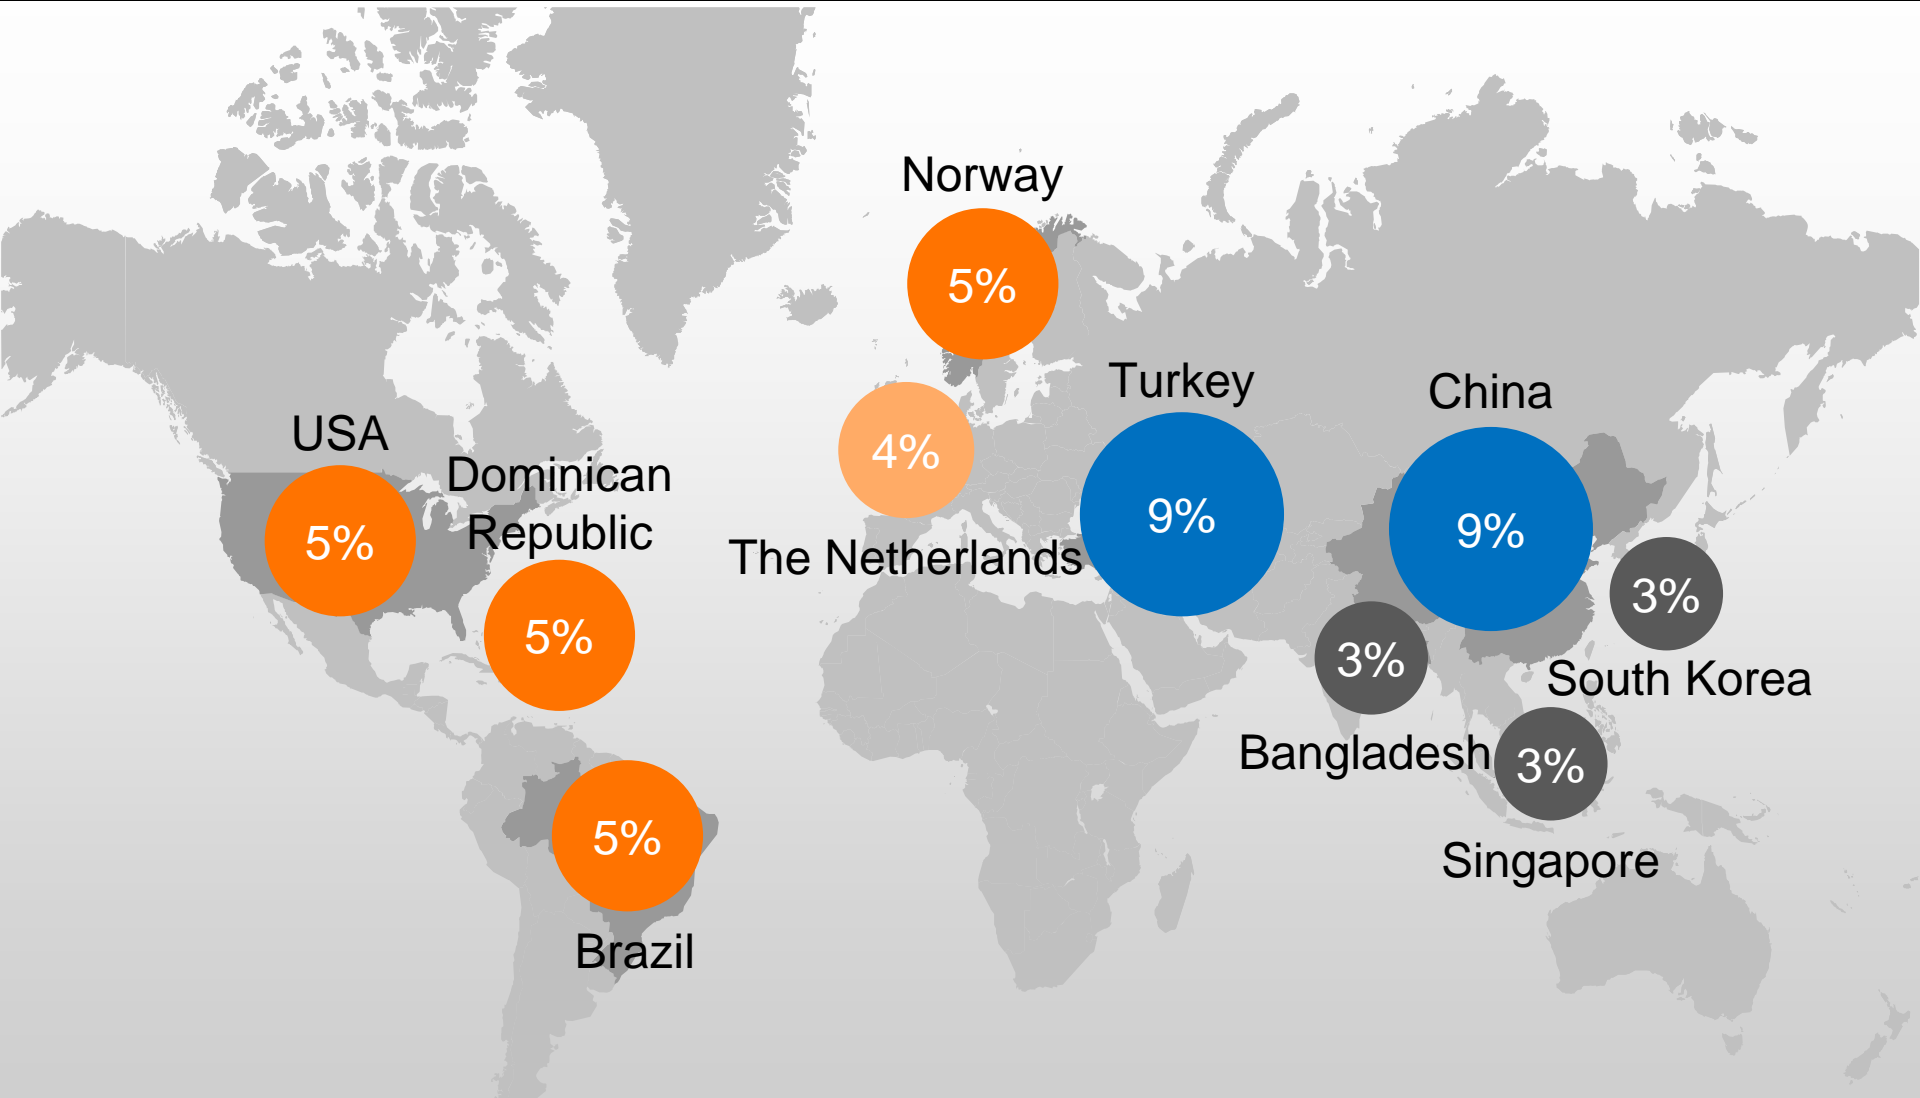 Norway
5%
Turkey
9%
China
9%
USA
5%
Dominican
Republic
5%
4%
The Netherlands
3%
South Korea
3%
Bangladesh
3%
Singapore
5%
Brazil